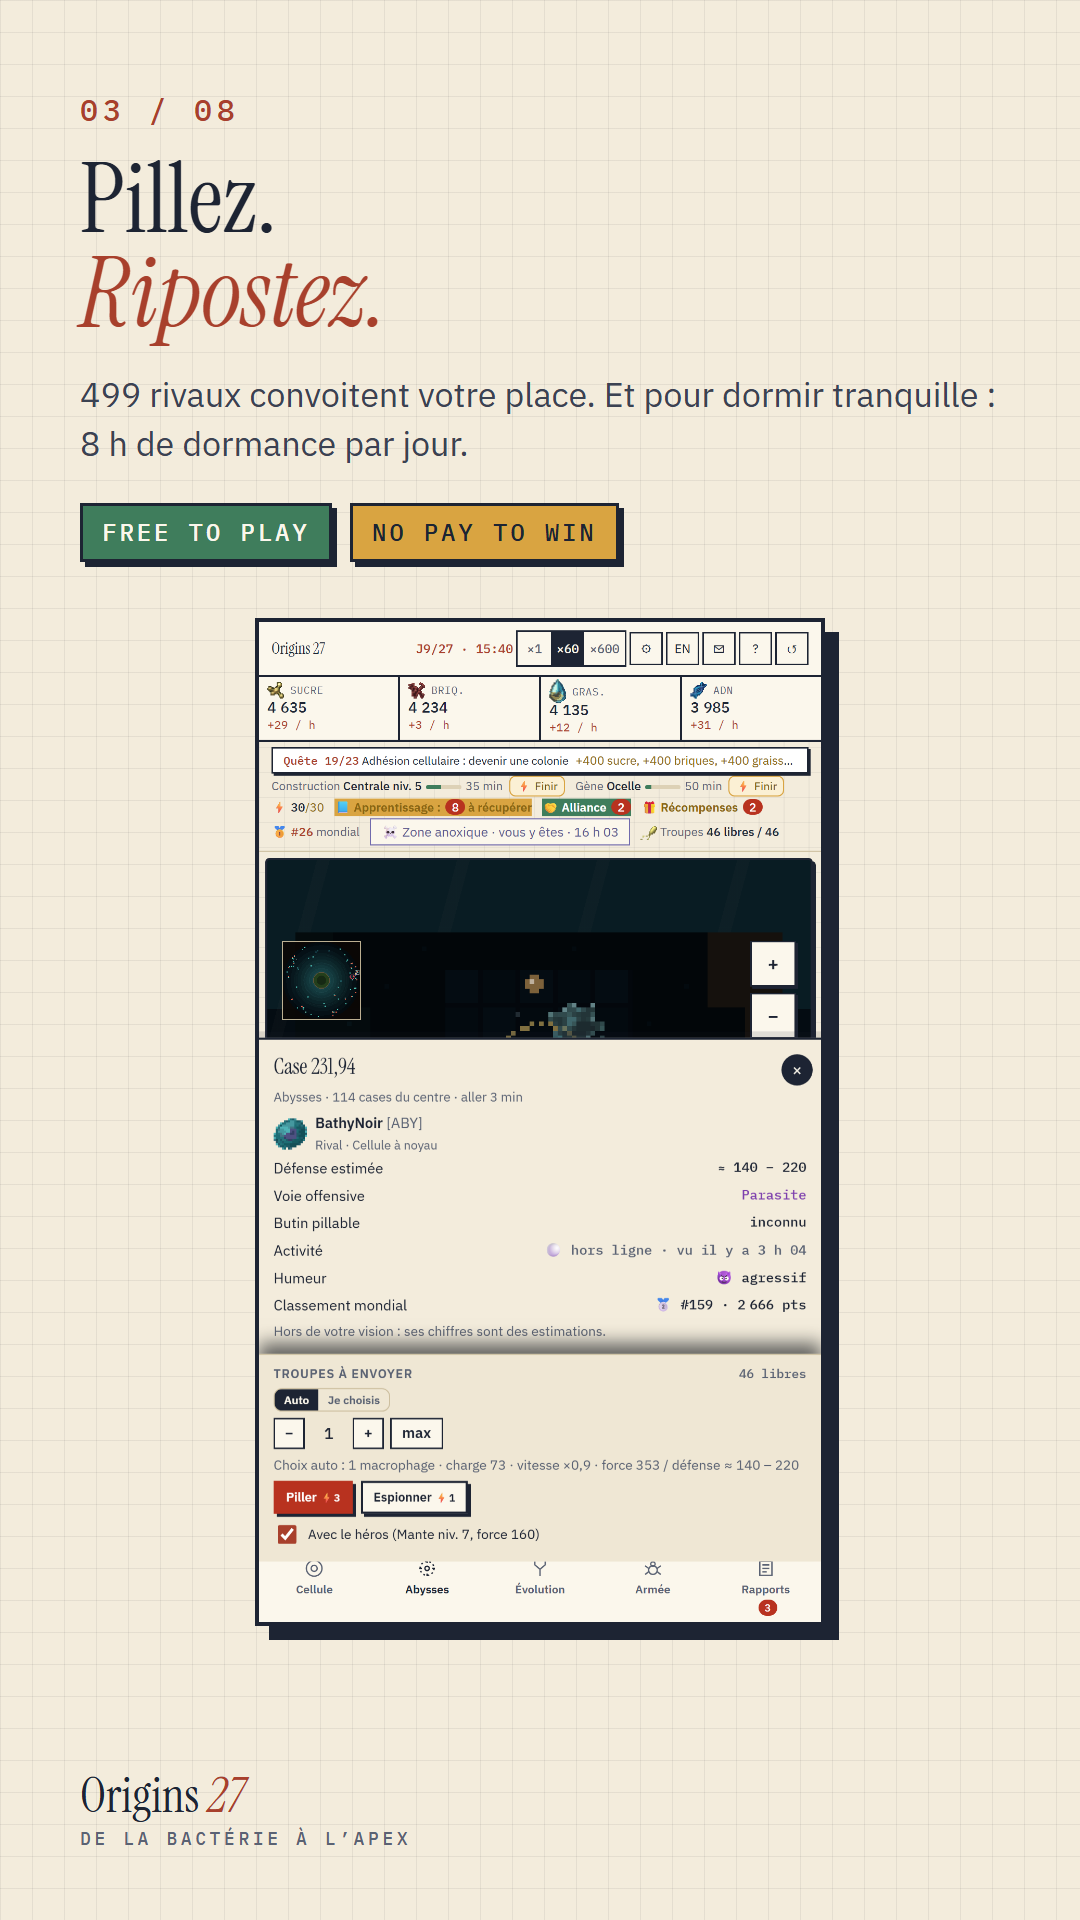 03 / 08
Pillez.
Ripostez.
499 rivaux convoitent votre place. Et pour dormir tranquille :
8 h de dormance par jour.
FREE TO PLAY
NO PAY TO WIN
Origins 27
J9/27 · 15:40
×1 ×60 ×600
EN
?
SUCRE
4 635
+29 / h
BRIQ.
4 234
+3 / h
GRAS.
4 135
+12 / h
ADN
3 985
+31 / h
Quête 19/23 Adhésion cellulaire : devenir une colonie +400 sucre, +400 briques, +400 graiss...
Construction Centrale niv. 5 35 min Finir Gène Ocelle 50 min Finir
30/30 Apprentissage : 8 à récupérer Alliance 2 Récompenses 2
#26 mondial Zone anoxique · vous y êtes · 16 h 03 Troupes 46 libres / 46
+
−
Case 231,94
×
Abysses · 114 cases du centre · aller 3 min
BathyNoir [ABY]
Rival · Cellule à noyau
Défense estimée ≈ 140 – 220
Voie offensive Parasite
Butin pillable inconnu
Activité hors ligne · vu il y a 3 h 04
Humeur agressif
Classement mondial #159 · 2 666 pts
Hors de votre vision : ses chiffres sont des estimations.
TROUPES À ENVOYER 46 libres
Auto Je choisis
− 1 + max
Choix auto : 1 macrophage · charge 73 · vitesse ×0,9 · force 353 / défense ≈ 140 – 220
Piller 3 Espionner 1
Avec le héros (Mante niv. 7, force 160)
Cellule Abysses Évolution Armée Rapports
3
Origins 27
DE LA BACTÉRIE À L’APEX